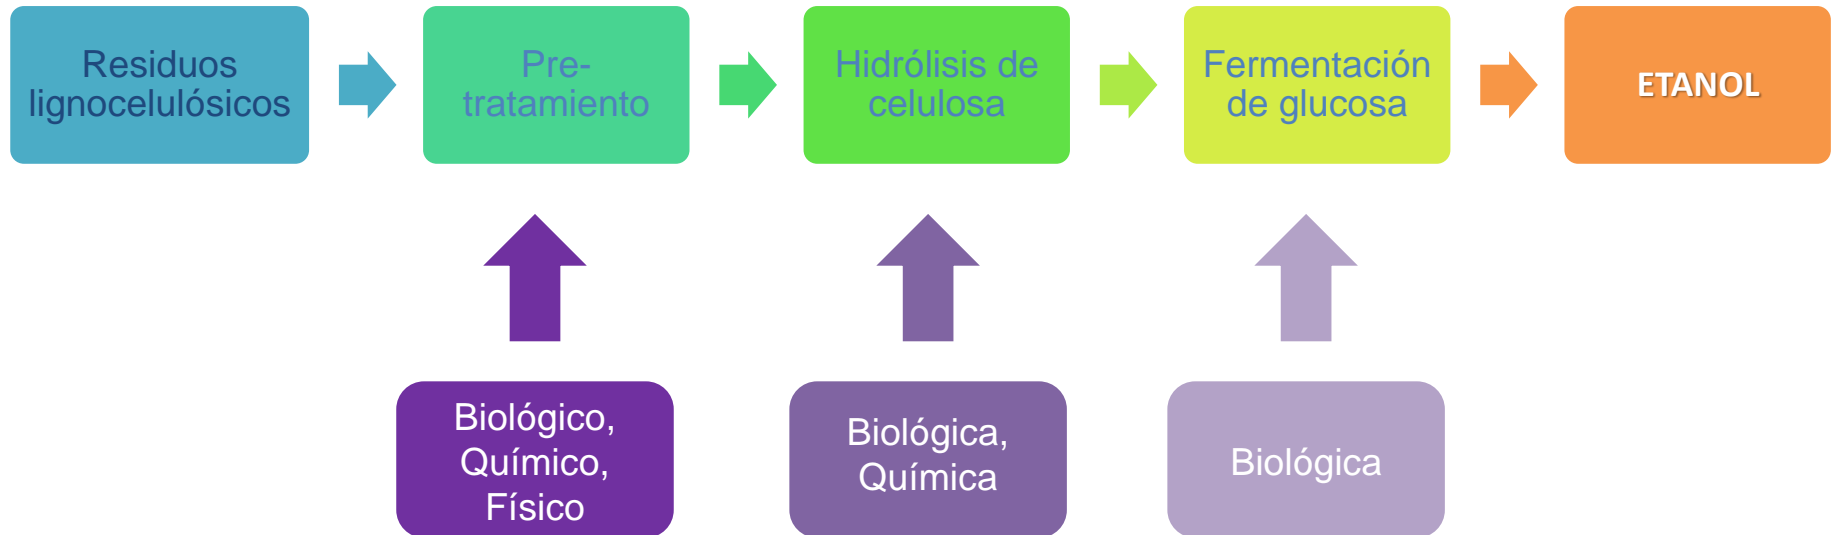 Residuos
lignocelulósicos
Pre-
tratamiento
Hidrólisis de
celulosa
Fermentación
de glucosa
ETANOL
Biológico,
Químico,
Físico
Biológica,
Química
Biológica